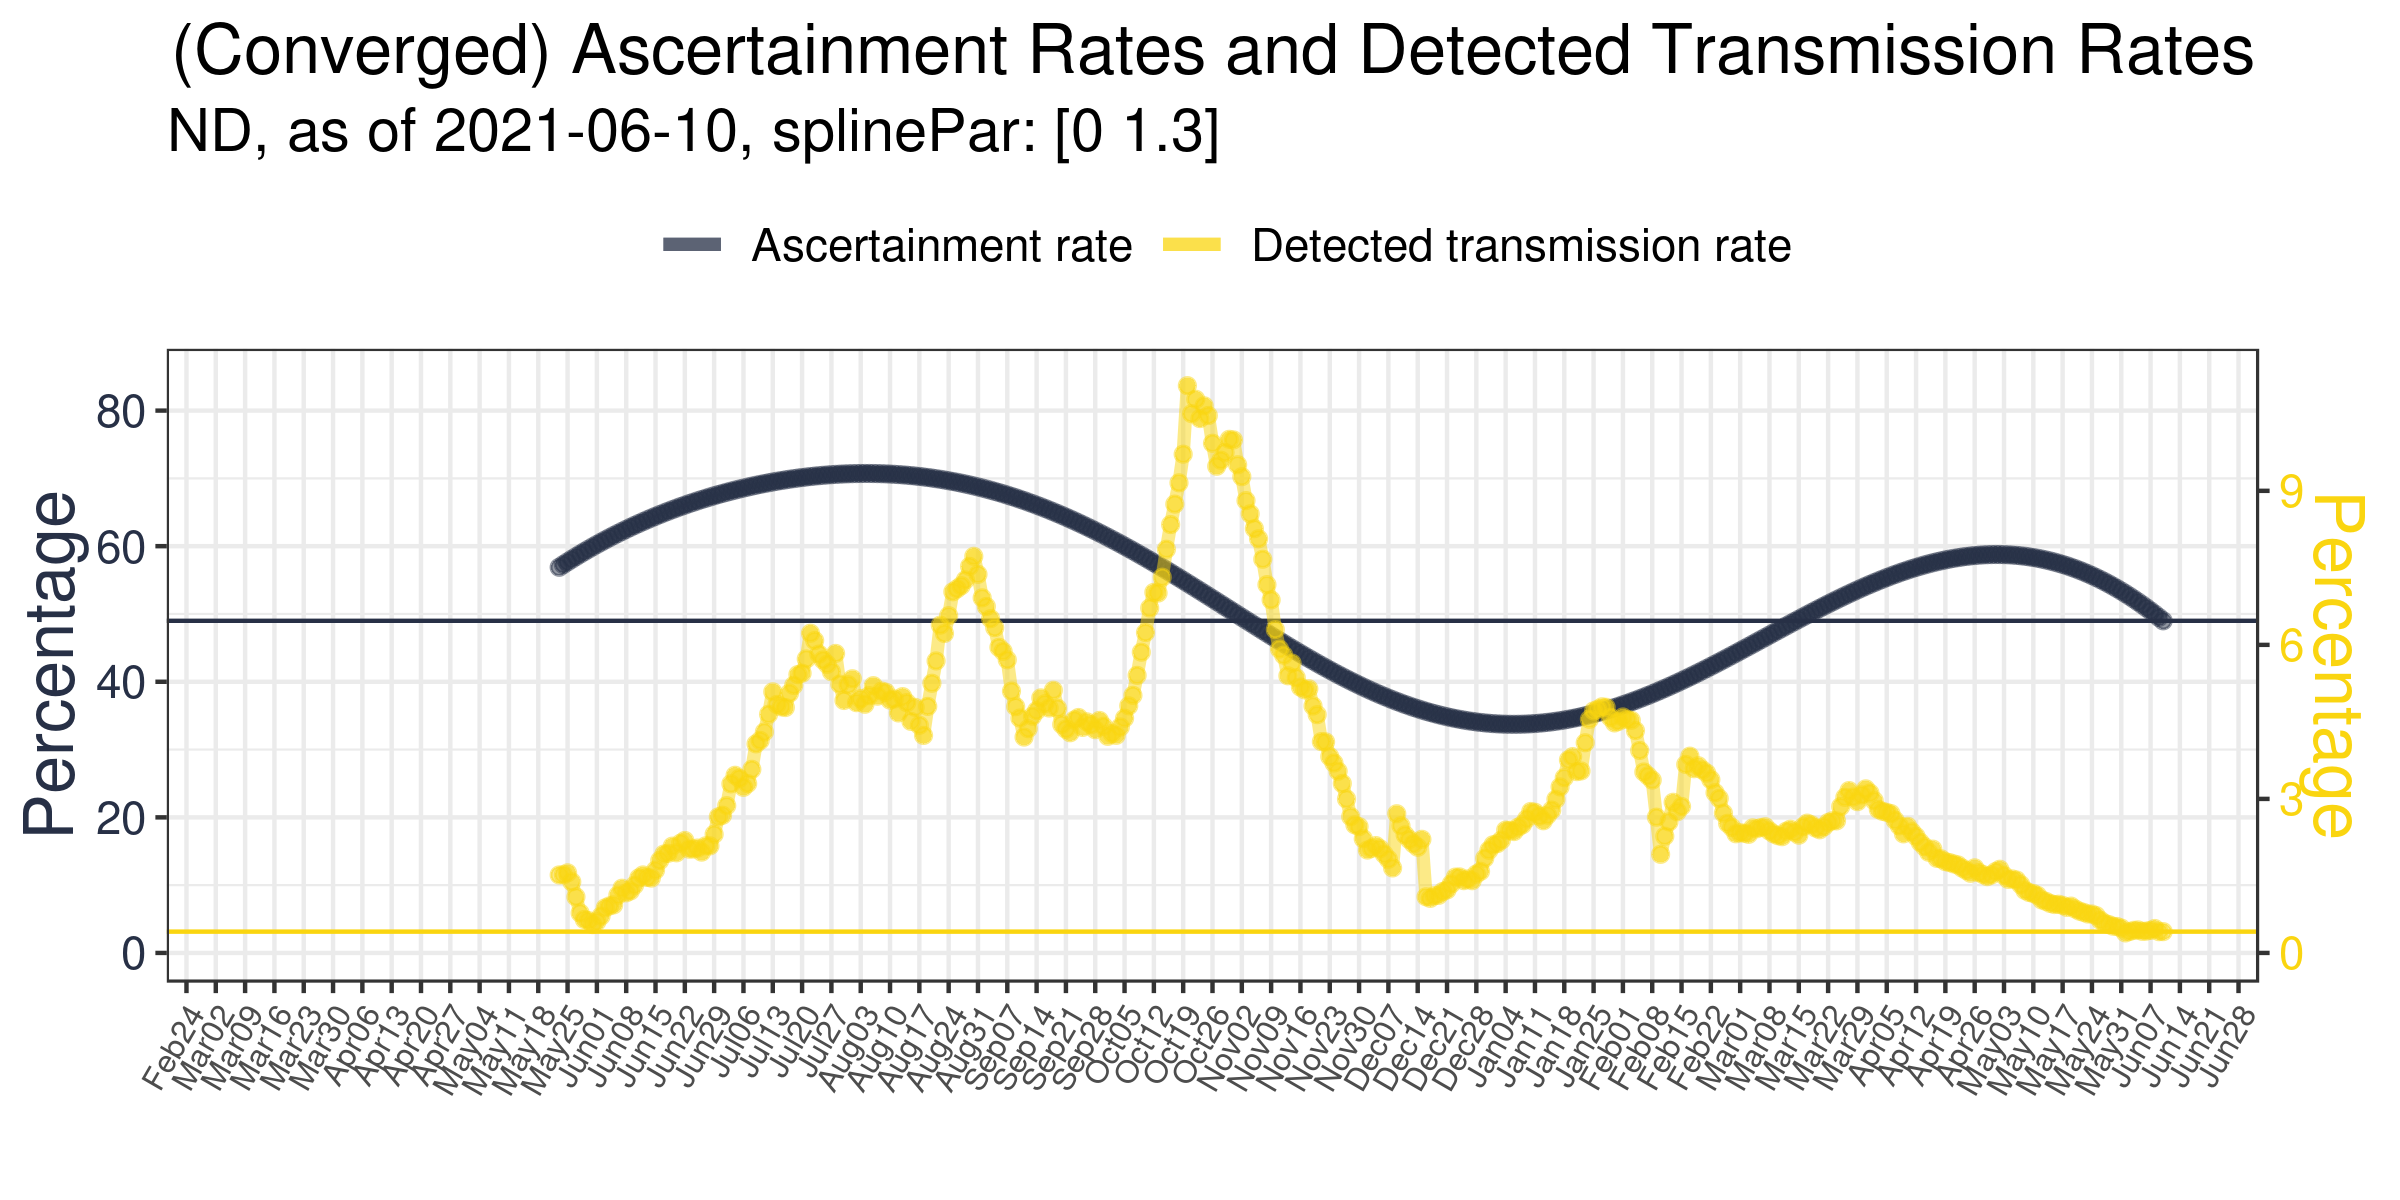 (Converged) Ascertainment Rates and Detected Transmission Rates
ND, as of 2021-06-10, splinePar: [0 1.3]
Ascertainment rate
Detected transmission rate
Percentage
80
60
40
20
0
9
6
3
0
Percentage
Feb24
Mar02
Mar09
Mar16
Mar23
Mar30
Apr06
Apr13
Apr20
Apr27
May04
May11
May18
May25
Jun01
Jun08
Jun15
Jun22
Jun29
Jul06
Jul13
Jul20
Jul27
Aug03
Aug10
Aug17
Aug24
Aug31
Sep07
Sep14
Sep21
Sep28
Oct05
Oct12
Oct19
Oct26
Nov02
Nov09
Nov16
Nov23
Nov30
Dec07
Dec14
Dec21
Dec28
Jan04
Jan11
Jan18
Jan25
Feb01
Feb08
Feb15
Feb22
Mar01
Mar08
Mar15
Mar22
Mar29
Apr05
Apr12
Apr19
Apr26
May03
May10
May17
May24
May31
Jun07
Jun14
Jun21
Jun28